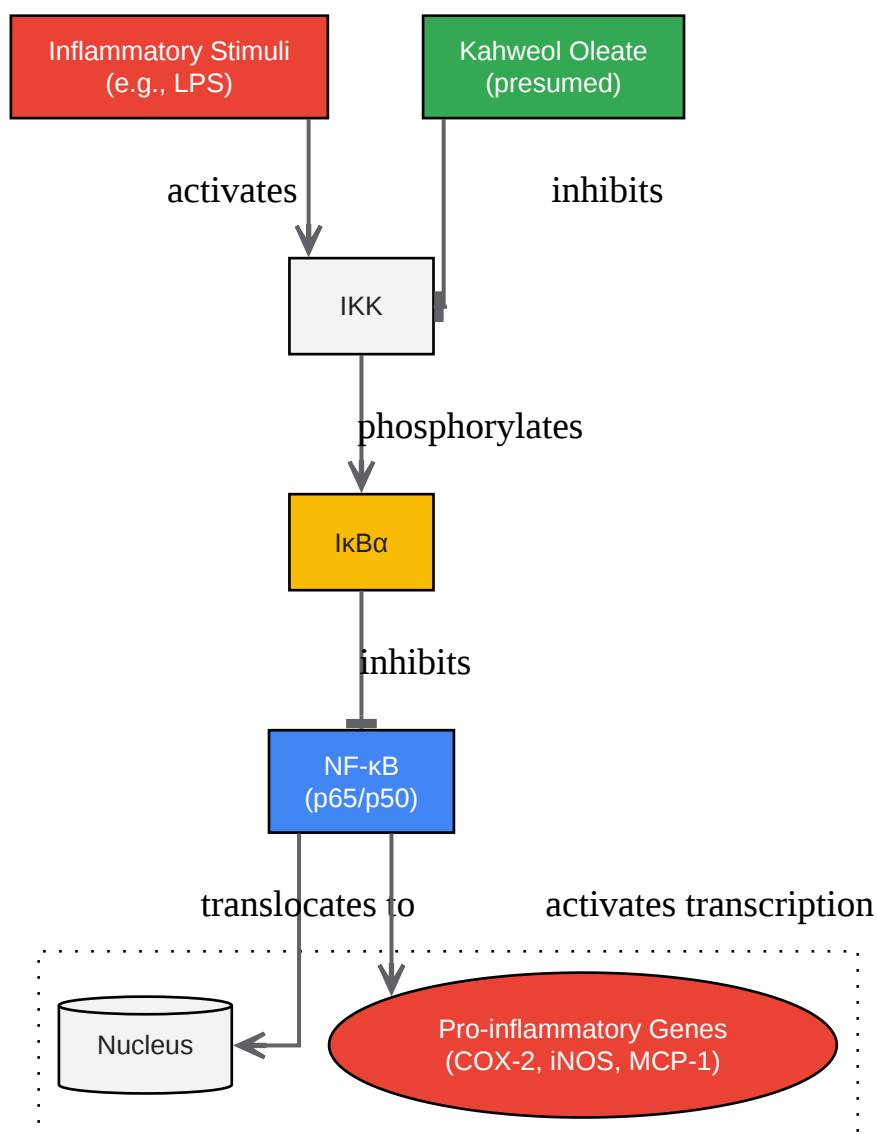 Inflammatory Stimuli
(e.g., LPS)
Kahweol Oleate
(presumed)
activates
inhibits
IKK
phosphorylates
IκBα
inhibits
NF-κB
(p65/p50)
translocates to
activates transcription
Nucleus
Pro-inflammatory Genes
(COX-2, iNOS, MCP-1)